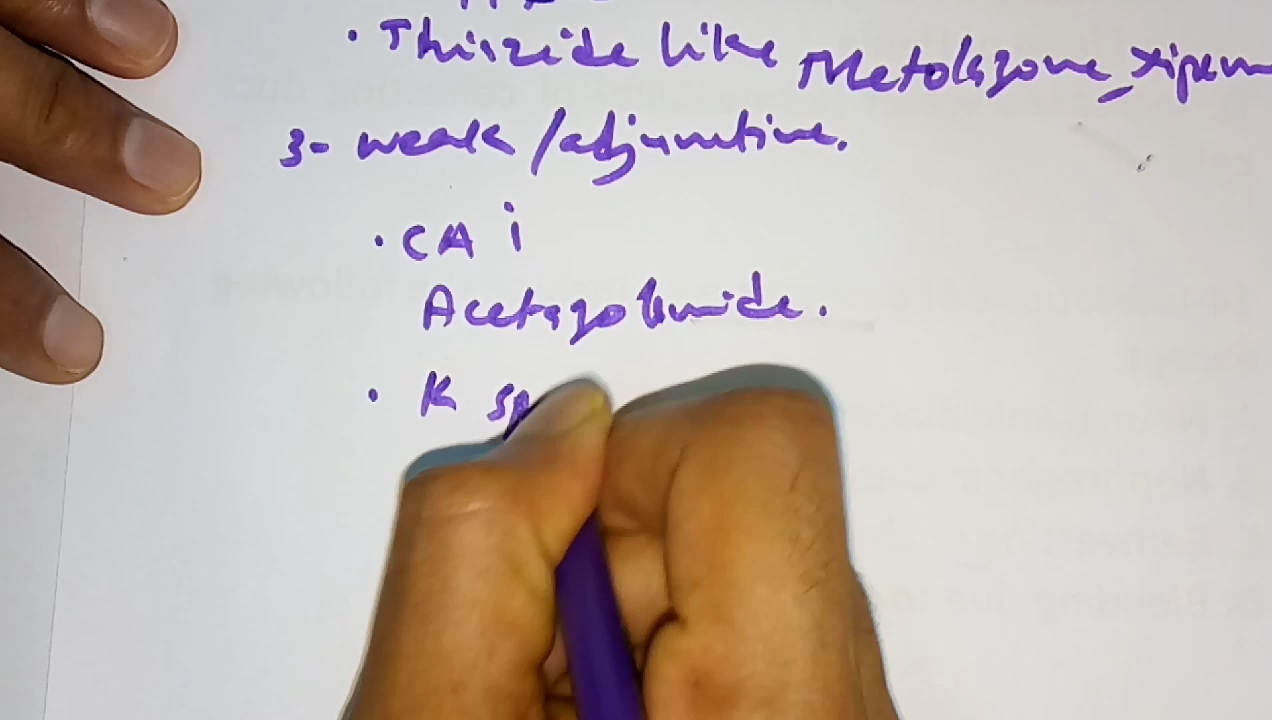 · Thiazide like Metolazone, xipam
3- weak /adjunctive.
· CA i
Acetazolamide.
· K sp